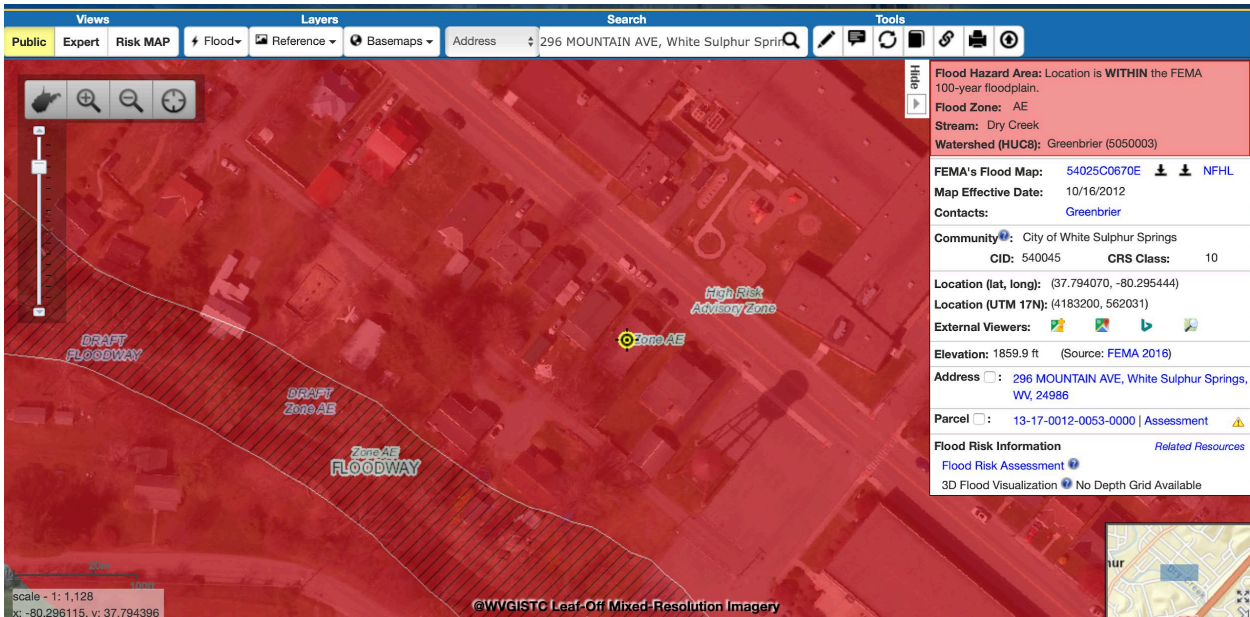 Views Layers Search Tools
Public Expert Risk MAP Flood Reference Basemaps Address 296 MOUNTAIN AVE, White Sulphur Sprin
Hide
Flood Hazard Area: Location is WITHIN the FEMA
100-year floodplain.
Flood Zone: AE
Stream: Dry Creek
Watershed (HUC8): Greenbrier (5050003)
FEMA's Flood Map: 54025C0670E NFHL
Map Effective Date: 10/16/2012
Contacts: Greenbrier
Community?: City of White Sulphur Springs
CID: 540045 CRS Class: 10
Location (lat, long): (37.794070, -80.295444)
Location (UTM 17N): (4183200, 562031)
External Viewers:
Elevation: 1859.9 ft (Source: FEMA 2016)
Address : 296 MOUNTAIN AVE, White Sulphur Springs,
WV, 24986
Parcel : 13-17-0012-0053-0000 | Assessment
Flood Risk Information Related Resources
Flood Risk Assessment ?
3D Flood Visualization ? No Depth Grid Available
High Risk
Advisory Zone
Zone AE
DRAFT
FLOODWAY
DRAFT
Zone AE
Zone AE
FLOODWAY
20m
100ft
scale - 1: 1,128
x: -80.296115, y: 37.794396
@WVGISTC Leaf-Off Mixed-Resolution Imagery
hur